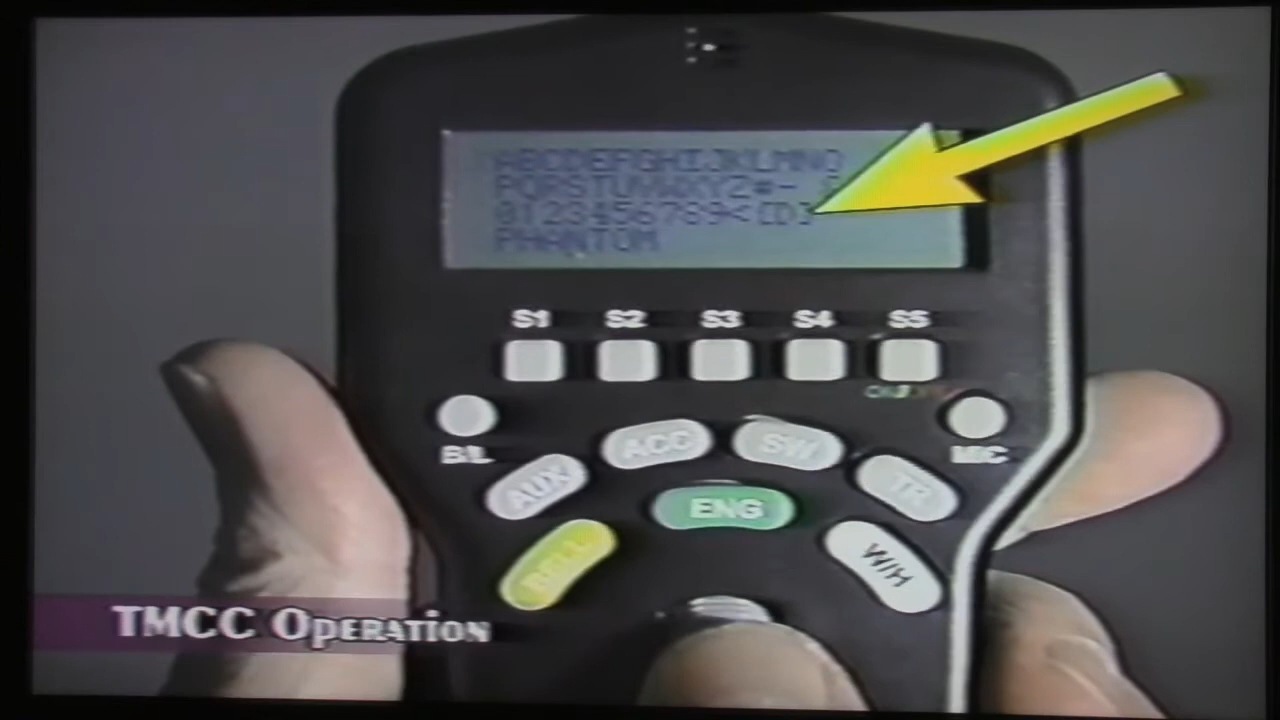 ABCDEFGHIJKLMNO
PQRSTUVWXYZ#-
0123456789<[D]
PHANTOM
S1 S2 S3 S4 S5
B/L MC
ACC SW
AUX TR
ENG
BELL W/H
TMCC OPERATION